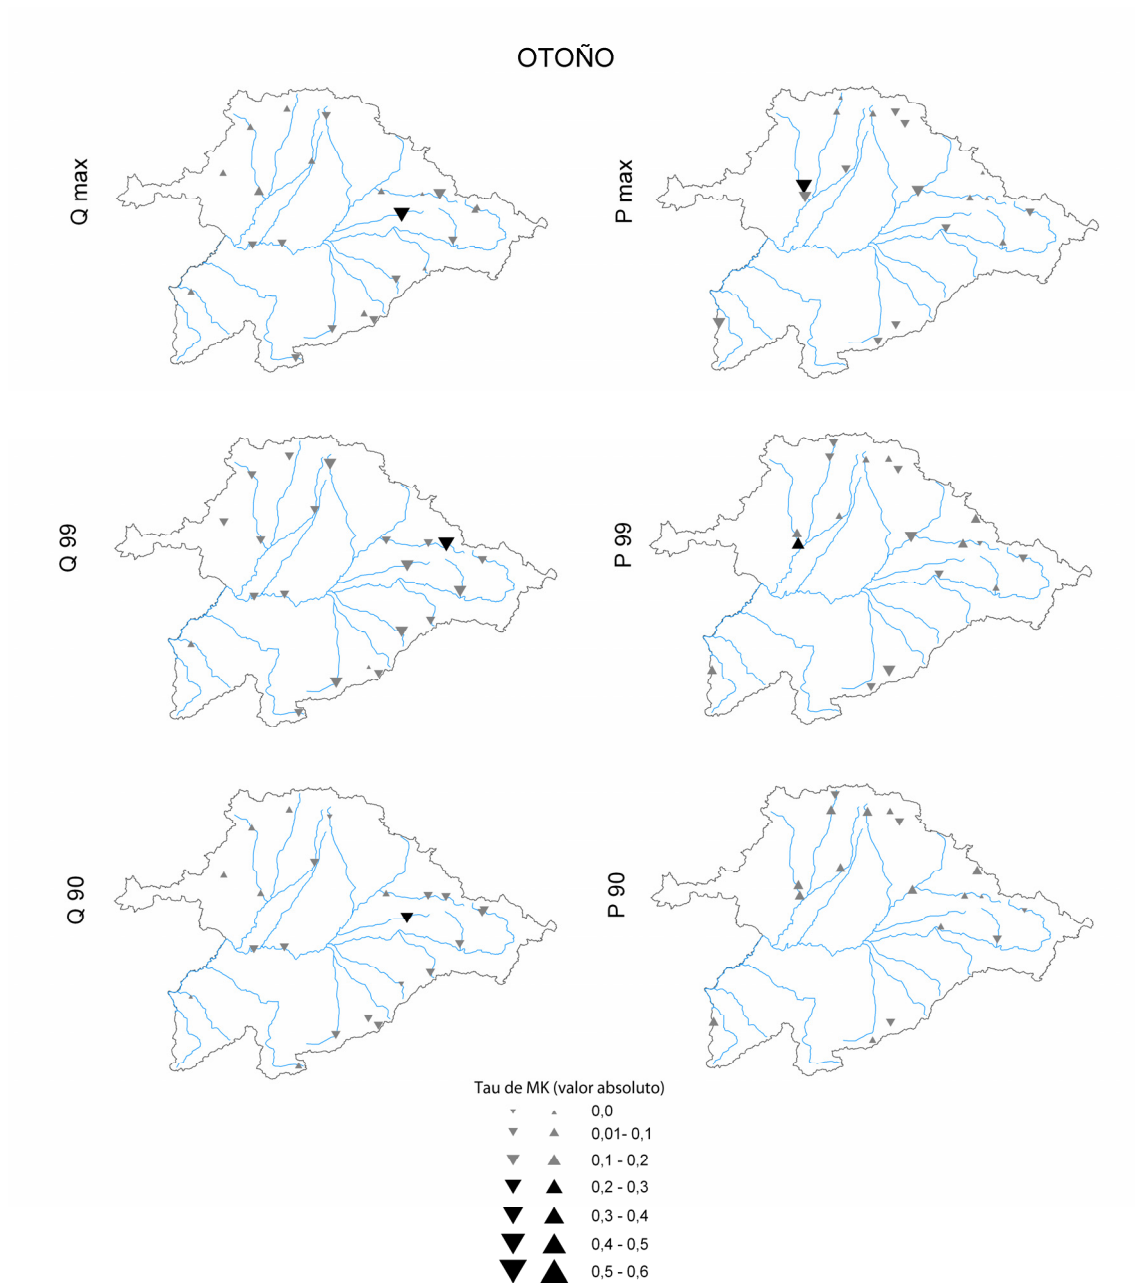 OTOÑO
Q max
P max
Q 99
P 99
Q 90
P 90
Tau de MK (valor absoluto)
0,0
0,01- 0,1
0,1 - 0,2
0,2 - 0,3
0,3 - 0,4
0,4 - 0,5
0,5 - 0,6